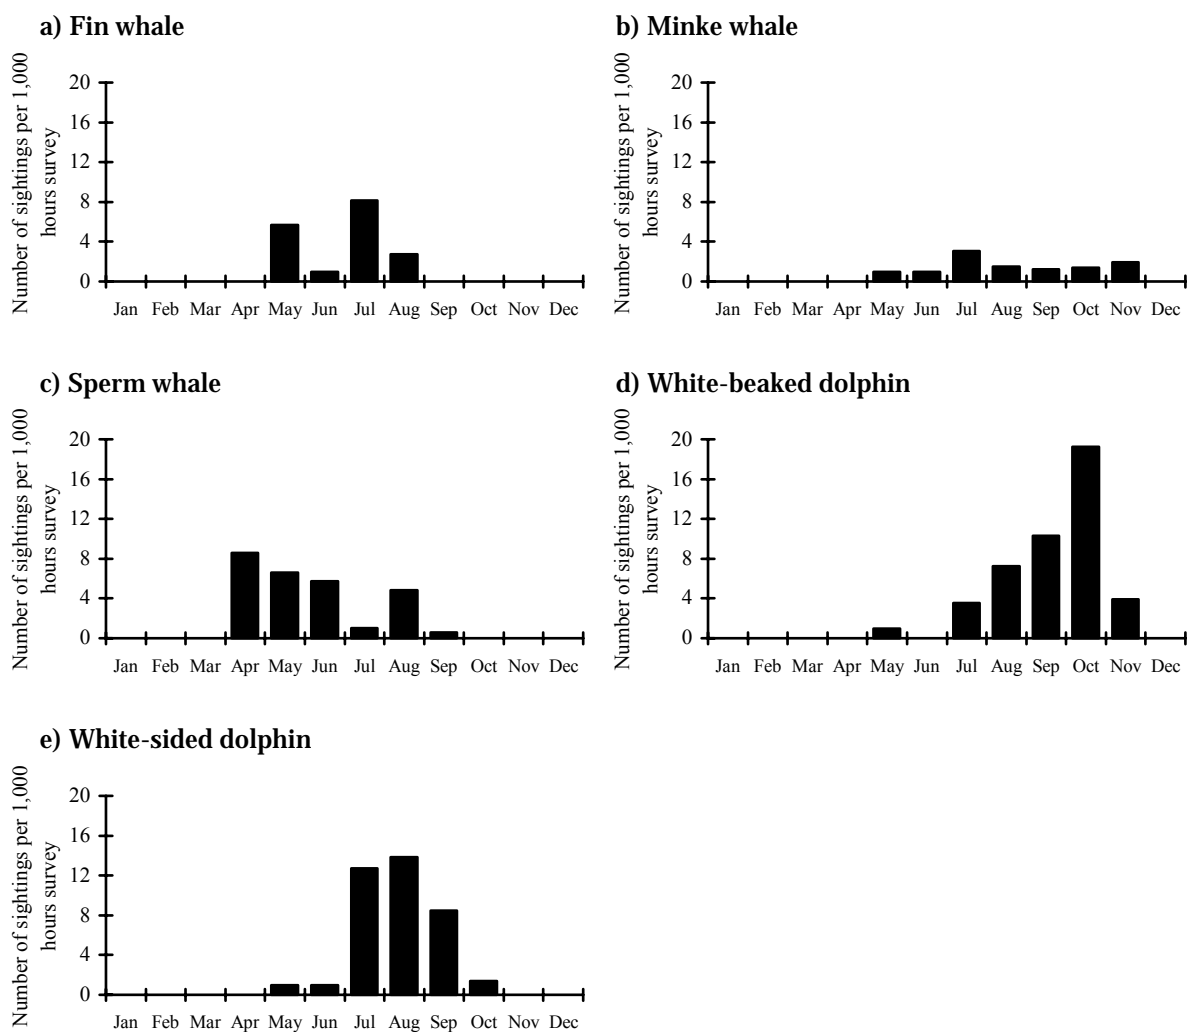 a) Fin whale
Number of sightings per 1,000
hours survey
20
16
12
8
4
0
Jan Feb Mar Apr May Jun Jul Aug Sep Oct Nov Dec
b) Minke whale
Number of sightings per 1,000
hours survey
20
16
12
8
4
0
Jan Feb Mar Apr May Jun Jul Aug Sep Oct Nov Dec
c) Sperm whale
Number of sightings per 1,000
hours survey
20
16
12
8
4
0
Jan Feb Mar Apr May Jun Jul Aug Sep Oct Nov Dec
d) White-beaked dolphin
Number of sightings per 1,000
hours survey
20
16
12
8
4
0
Jan Feb Mar Apr May Jun Jul Aug Sep Oct Nov Dec
e) White-sided dolphin
Number of sightings per 1,000
hours survey
20
16
12
8
4
0
Jan Feb Mar Apr May Jun Jul Aug Sep Oct Nov Dec